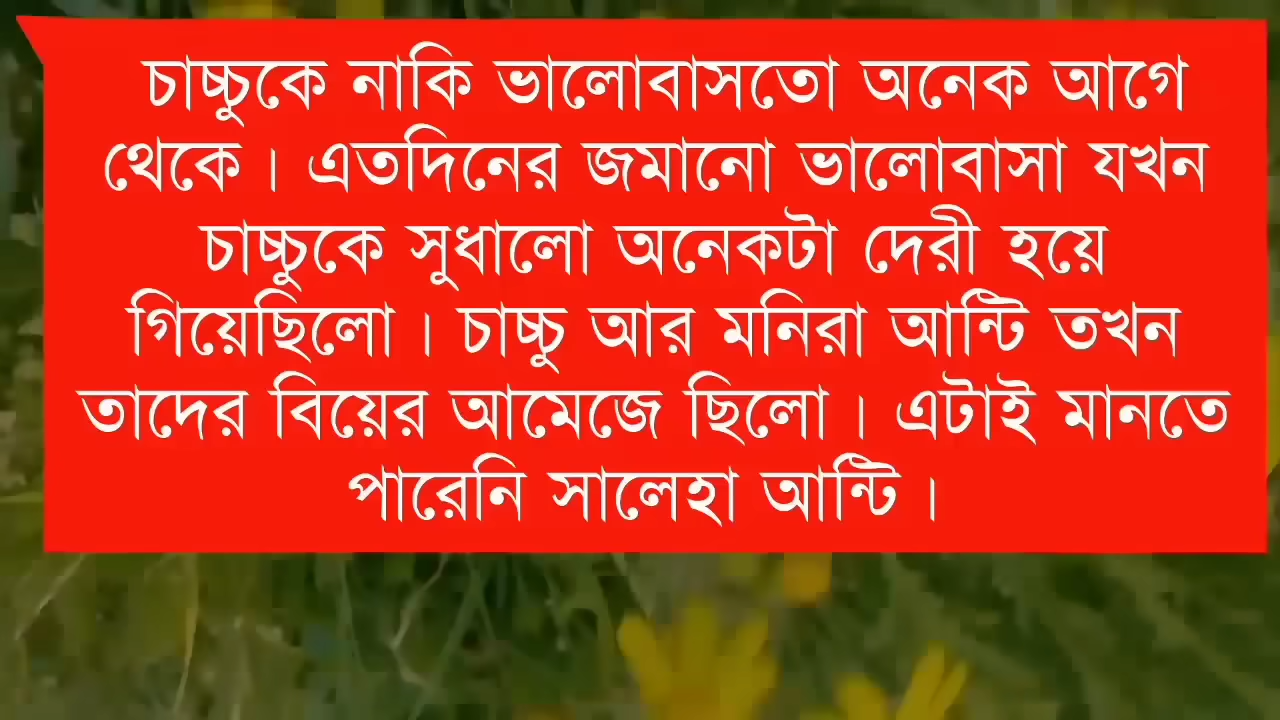 চাচ্চুকে নাকি ভালোবাসতো অনেক আগে
থেকে। এতদিনের জমানো ভালোবাসা যখন
চাচ্চুকে সুধালো অনেকটা দেরী হয়ে
গিয়েছিলো। চাচ্চু আর মনিরা আন্টি তখন
তাদের বিয়ের আমেজে ছিলো। এটাই মানতে
পারেনি সালেহা আন্টি।